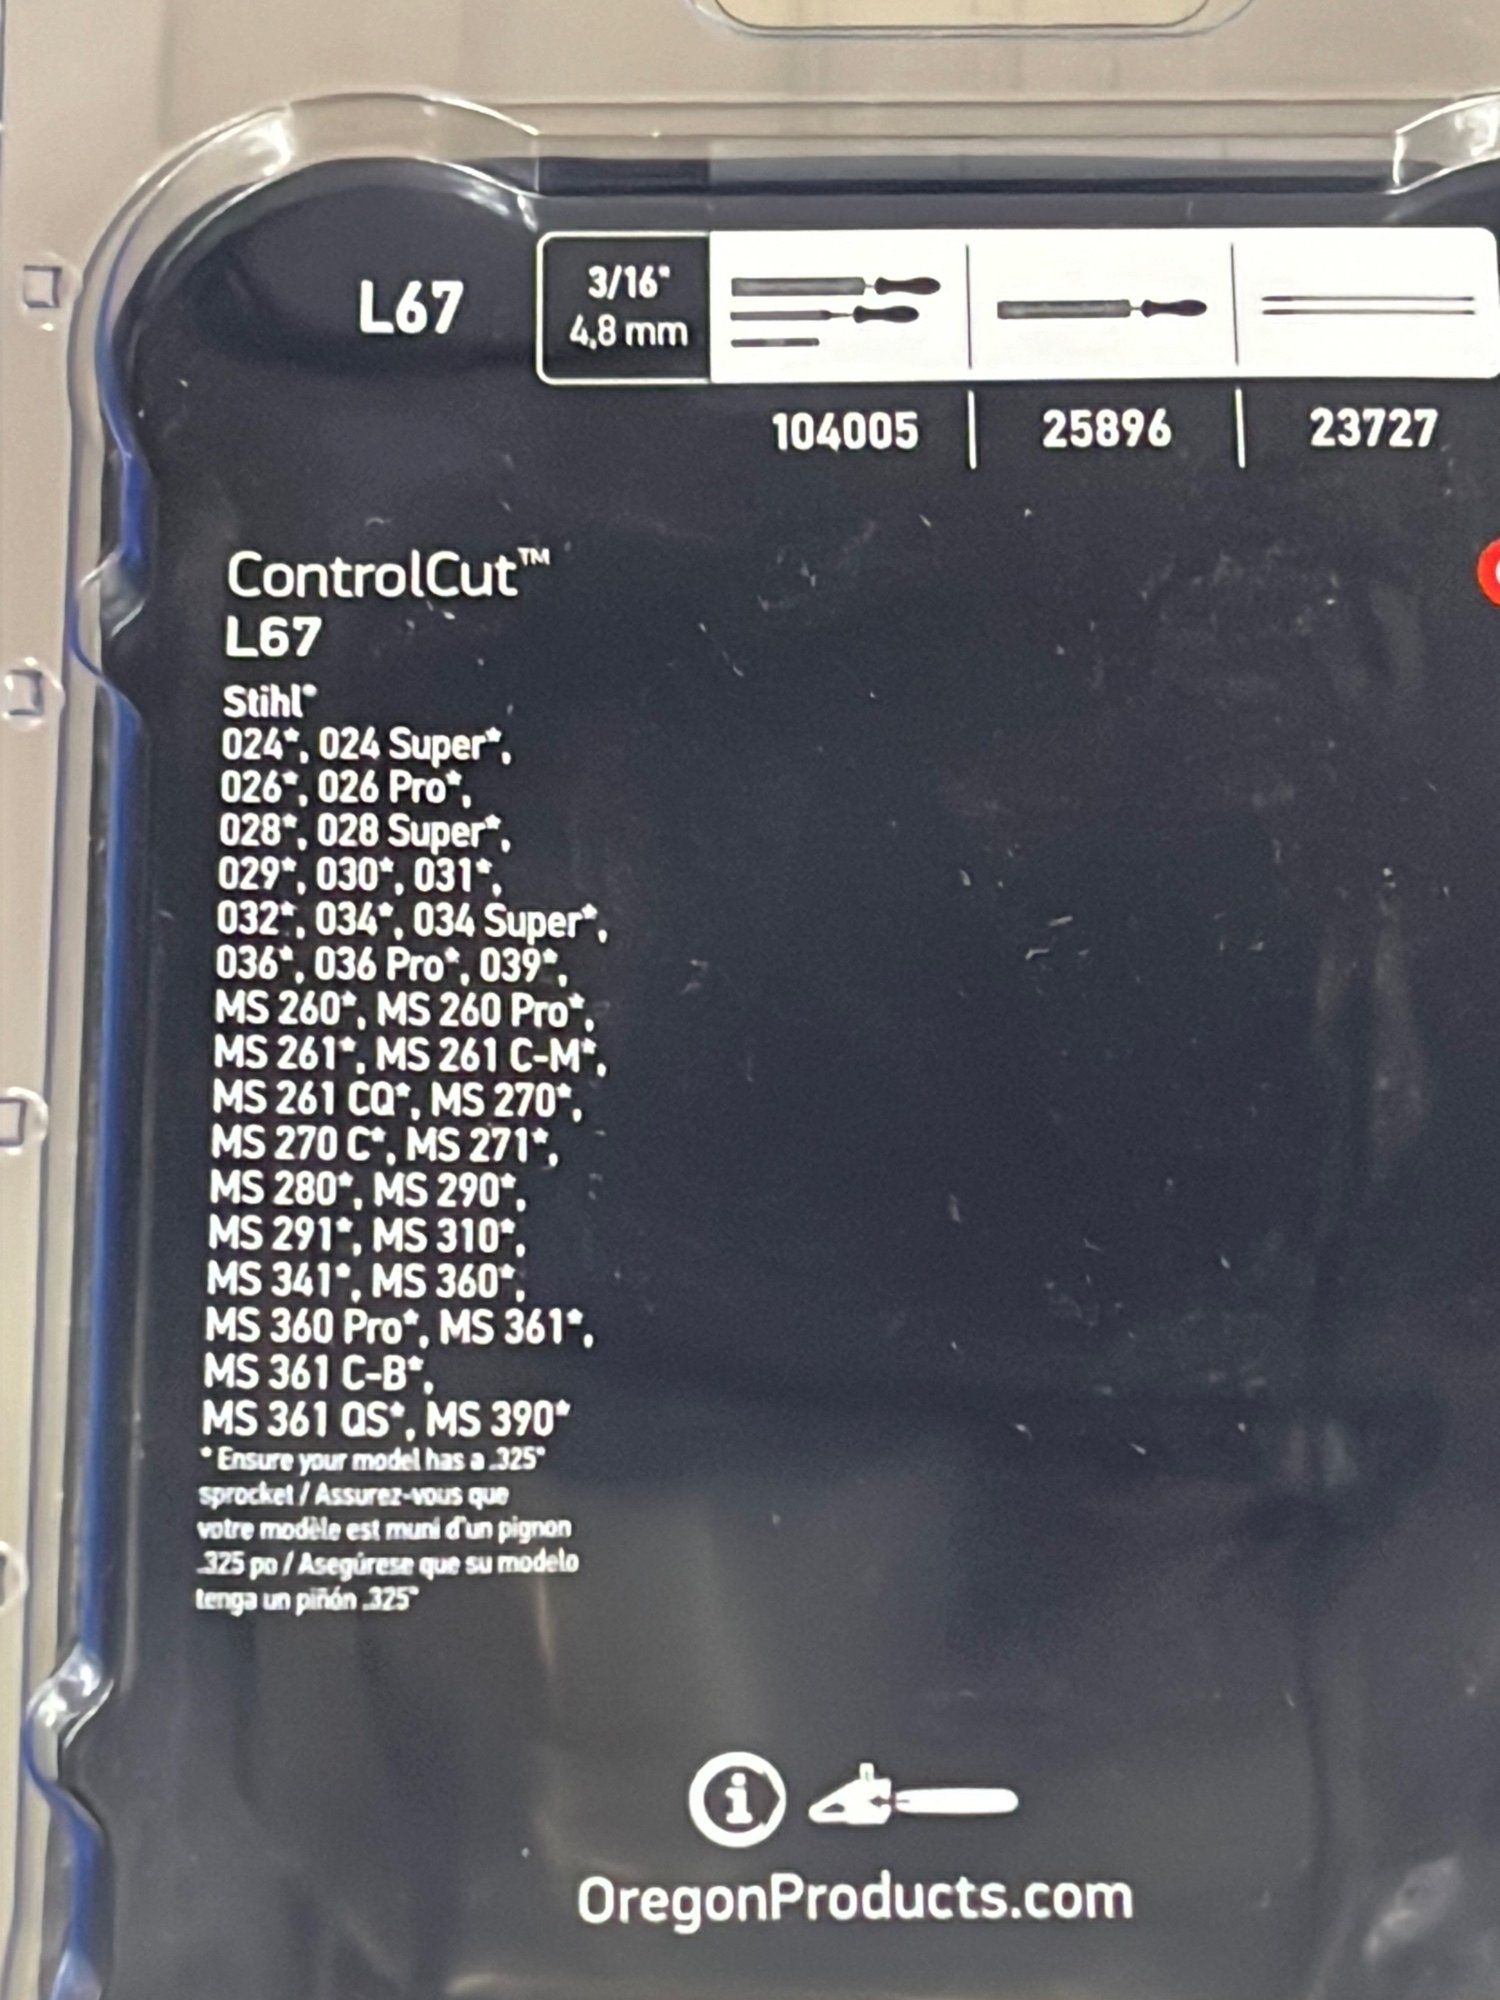 L67
3/16"
4,8 mm
104005
25896
23727
ControlCut™
L67
Stihl®
024*, 024 Super*,
026*, 026 Pro*,
028*, 028 Super*,
029*, 030*, 031*,
032*, 034*, 034 Super*,
036*, 036 Pro*, 039*,
MS 260*, MS 260 Pro*,
MS 261*, MS 261 C-M*,
MS 261 CQ*, MS 270*,
MS 270 C*, MS 271*,
MS 280*, MS 290*,
MS 291*, MS 310*,
MS 341*, MS 360*,
MS 360 Pro*, MS 361*,
MS 361 C-B*,
MS 361 QS*, MS 390*
* Ensure your model has a .325"
sprocket / Assurez-vous que
votre modèle est muni d'un pignon
.325 po / Asegúrese que su modelo
tenga un piñón .325"
i
OregonProducts.com